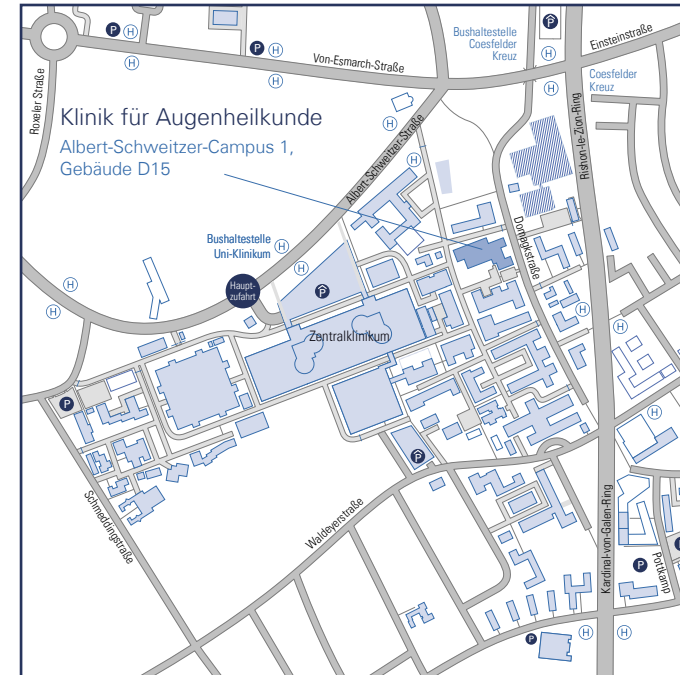 P
H
H
P
H
H
Von-Esmarch-Straße
Bushaltestelle
Coesfelder
Kreuz
P
H
H
Einsteinstraße
Coesfelder
Kreuz
Roxeler Straße
Rishon-le-Zion-Ring
Klinik für Augenheilkunde
Albert-Schweitzer-Campus 1,
Gebäude D15
Albert-Schweitzer-Straße
H
H
Domagkstraße
Bushaltestelle
Uni-Klinikum
H
H
H
H
Haupt-
zufahrt
P
H
H
Zentralklinikum
P
H
P
Schmeddingstraße
Waldeyerstraße
Kardinal-von-Galen-Ring
P
P
Pottkamp
P
H
H